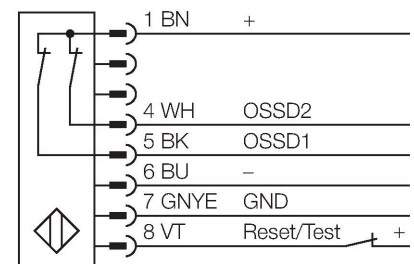 1 BN +
4 WH OSSD2
5 BK OSSD1
6 BU –
7 GNYE GND
8 VT Reset/Test +